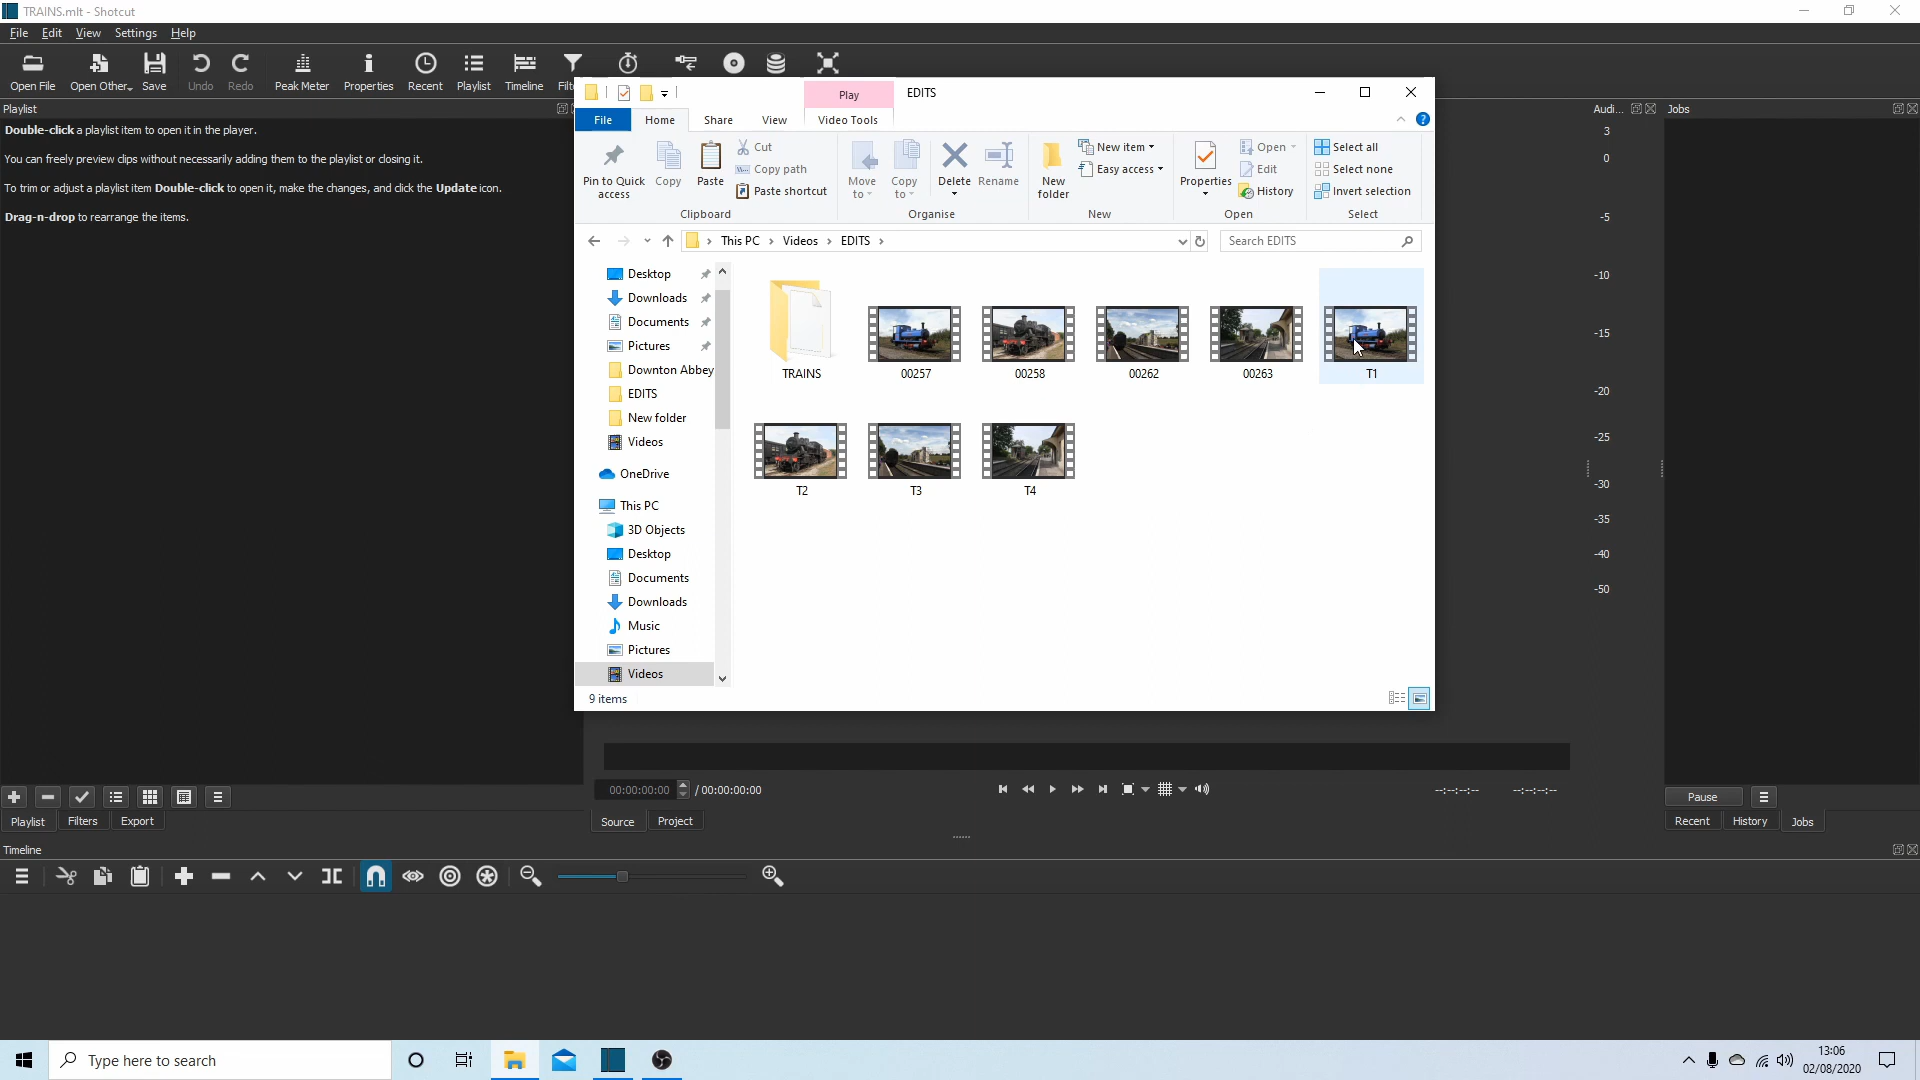 TRAINS.mlt - Shotcut
File Edit View Settings Help
Open File Open Other... Save Undo Redo Peak Meter Properties Recent Playlist Timeline
Playlist
Double-click a playlist item to open it in the player.
You can freely preview clips without necessarily adding them to the playlist or closing it.
To trim or adjust a playlist item Double-click to open it, make the changes, and click the Update icon.
Drag-n-drop to rearrange the items.
Play EDITS
File Home Share View Video Tools
Pin to Quick access
Copy
Paste
Cut
Copy path
Paste shortcut
Clipboard
Move to
Copy to
Delete
Rename
Organise
New folder
New item
Easy access
New
Properties
Open
Edit
History
Open
Select all
Select none
Invert selection
Select
This PC > Videos > EDITS >
Search EDITS
Desktop
Downloads
Documents
Pictures
Downton Abbey
EDITS
New folder
Videos
OneDrive
This PC
3D Objects
Desktop
Documents
Downloads
Music
Pictures
Videos
TRAINS 00257 00258 00262 00263 T1
T2 T3 T4
9 items
Audi... Jobs
3
0
-5
-10
-15
-20
-25
-30
-35
-40
-50
00:00:00:00 / 00:00:00:00
--:--:--:-- --:--:--:--
Source Project
Pause
Recent History Jobs
Playlist Filters Export
Timeline
Type here to search
13:06
02/08/2020